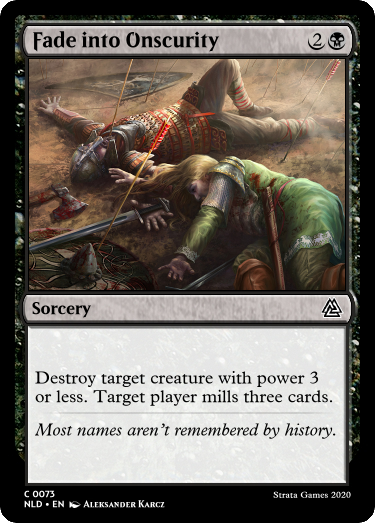 Fade into Onscurity 2
Sorcery
Destroy target creature with power 3
or less. Target player mills three cards.
Most names aren't remembered by history.
C 0073
NLD • EN Aleksander Karcz
Strata Games 2020